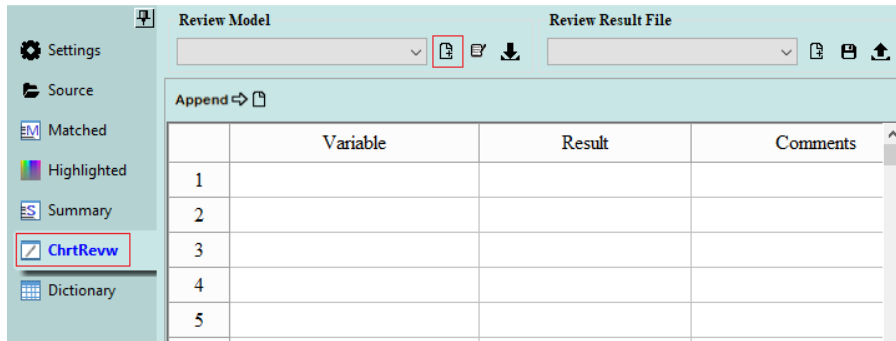 Review Model
Review Result File
Settings
Source
Append
Matched
Variable
Result
Comments
Highlighted
1
Summary
2
ChrtRevw
3
Dictionary
4
5